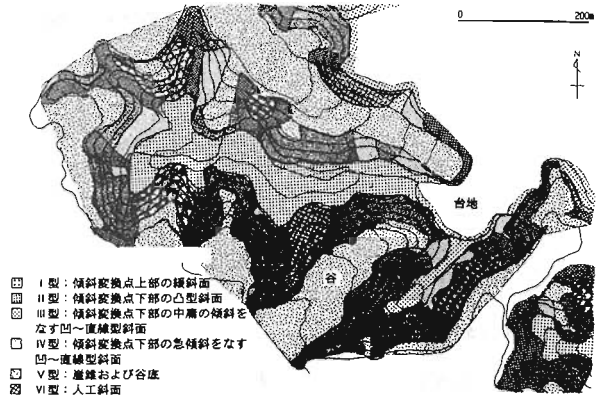 0 200m
N
台地
谷
I型：傾斜変換点上部の緩斜面
II型：傾斜変換点下部の凸型斜面
III型：傾斜変換点下部の中庸の傾斜を
なす凹～直線型斜面
IV型：傾斜変換点下部の急傾斜をなす
凹～直線型斜面
V型：崖錐および谷底
VI型：人工斜面